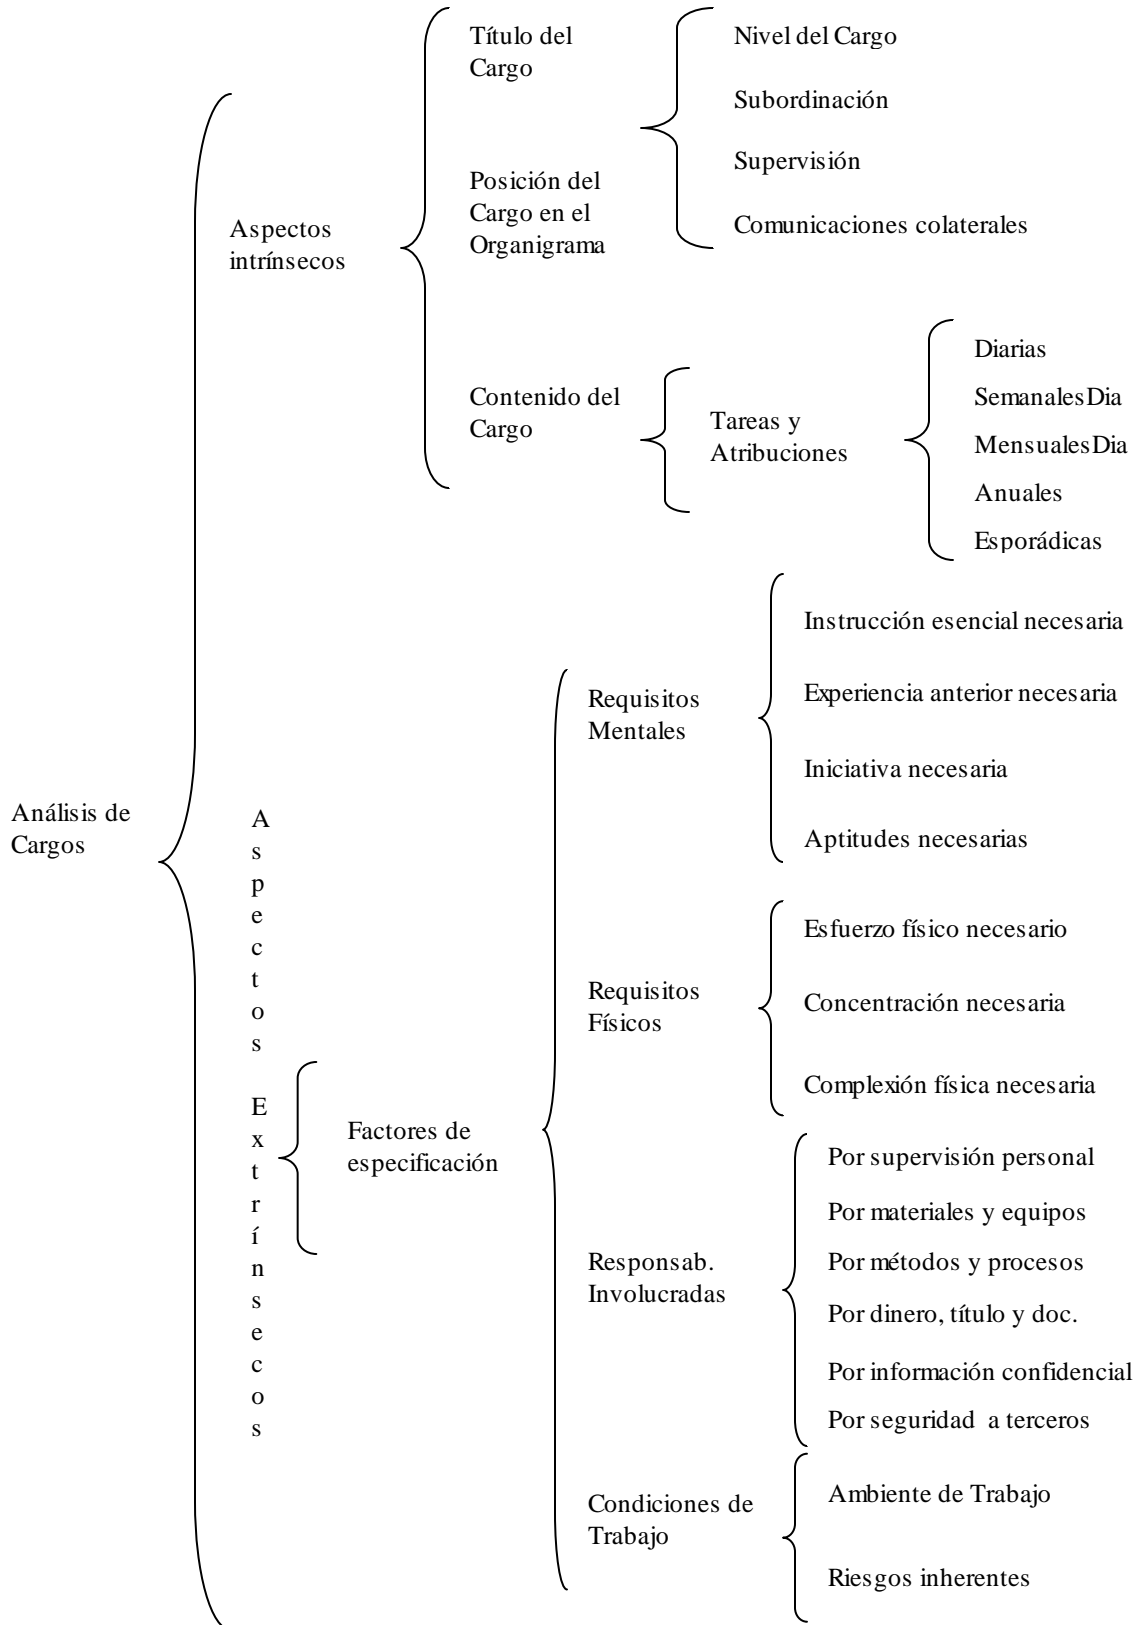 Título del
Cargo
Nivel del Cargo
Subordinación
Supervisión
Comunicaciones colaterales
Posición del
Cargo en el
Organigrama
Aspectos
intrínsecos
Contenido del
Cargo
Tareas y
Atribuciones
Diarias
SemanalesDia
MensualesDia
Anuales
Esporádicas
Análisis de
Cargos
A
s
p
e
c
t
o
s
E
x
t
r
í
n
s
e
c
o
s
Factores de
especificación
Requisitos
Mentales
Instrucción esencial necesaria
Experiencia anterior necesaria
Iniciativa necesaria
Aptitudes necesarias
Requisitos
Físicos
Esfuerzo físico necesario
Concentración necesaria
Complexión física necesaria
Responsab.
Involucradas
Por supervisión personal
Por materiales y equipos
Por métodos y procesos
Por dinero, título y doc.
Por información confidencial
Por seguridad a terceros
Condiciones de
Trabajo
Ambiente de Trabajo
Riesgos inherentes